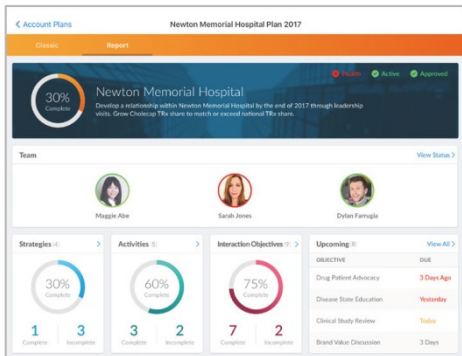 Account Plans
Newton Memorial Hospital Plan 2017
Classic
Report
Health
Active
Approved
30%
Complete
Newton Memorial Hospital
Develop a relationship within Newton Memorial Hospital by the end of 2017 through leadership
visits. Grow Cholecap TRx share to match or exceed national TRx share.
Team
View Status
Maggie Abe
Sarah Jones
Dylan Farrugia
Strategies (4)
30%
Complete
1
Complete
3
Incomplete
Activities (5)
60%
Complete
3
Complete
2
Incomplete
Interaction Objectives (9)
75%
Complete
7
Complete
2
Incomplete
Upcoming (8)
View All
OBJECTIVE
DUE
Drug Patient Advocacy
3 Days Ago
Disease State Education
Yesterday
Clinical Study Review
Today
Brand Value Discussion
3 Days